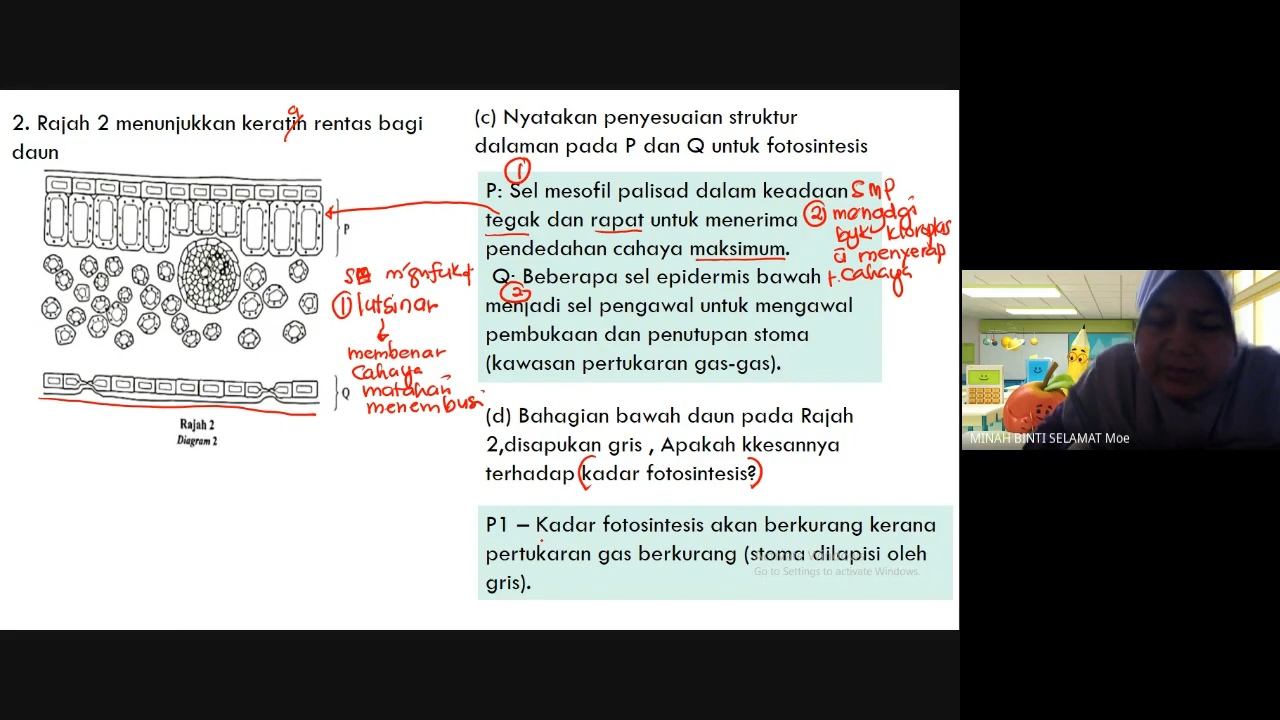 2. Rajah 2 menunjukkan keratin rentas bagi
g
daun
P
Q
Rajah 2
Diagram 2
① lutsinar
membenar
cahaya
matahari
menembusi
(c) Nyatakan penyesuaian struktur
dalaman pada P dan Q untuk fotosintesis
①
P: Sel mesofil palisad dalam keadaan
tegak dan rapat untuk menerima
pendedahan cahaya maksimum.
Q: Beberapa sel epidermis bawah
②
menjadi sel pengawal untuk mengawal
pembukaan dan penutupan stoma
(kawasan pertukaran gas-gas).
SMP
②
byk kloroplas
u menyerap
cahaya
(d) Bahagian bawah daun pada Rajah
2,disapukan gris , Apakah kkesannya
terhadap (kadar fotosintesis?)
P1 – Kadar fotosintesis akan berkurang kerana
pertukaran gas berkurang (stoma dilapisi oleh
gris).
Go to Settings to activate Windows.
MINAH BINTI SELAMAT Moe